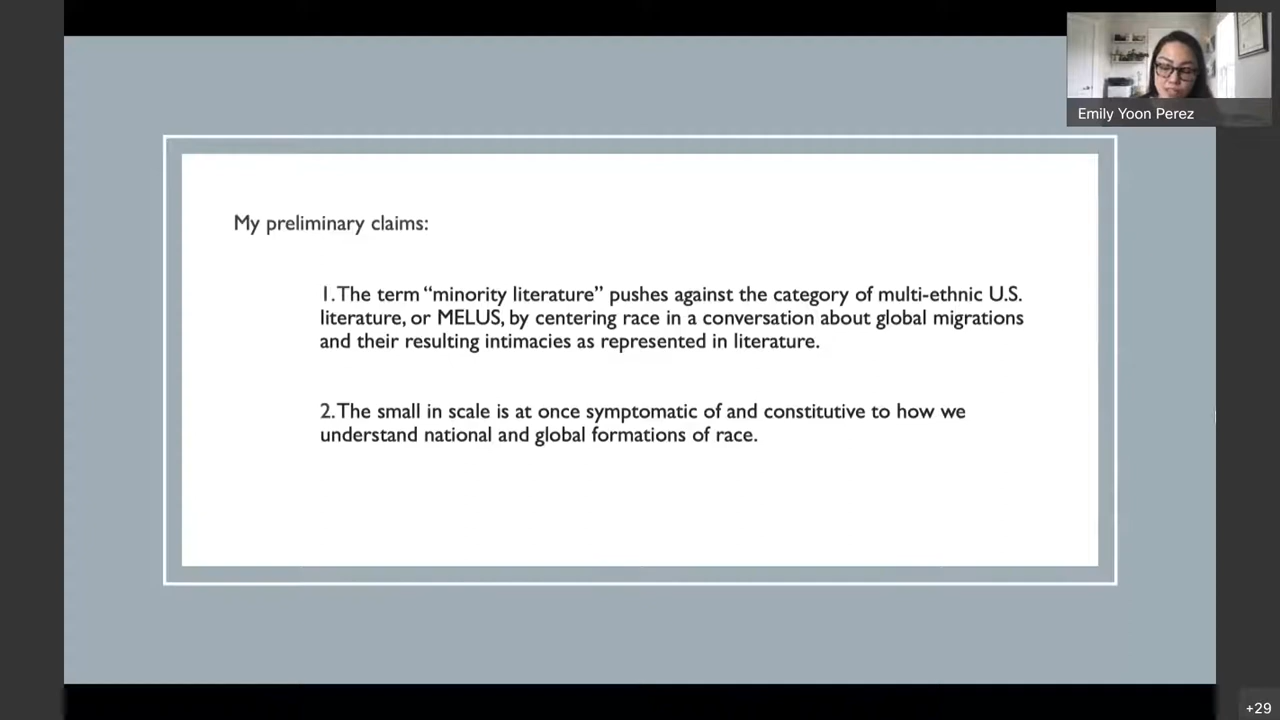 Emily Yoon Perez
My preliminary claims:
1.The term “minority literature” pushes against the category of multi-ethnic U.S.
literature, or MELUS, by centering race in a conversation about global migrations
and their resulting intimacies as represented in literature.
2.The small in scale is at once symptomatic of and constitutive to how we
understand national and global formations of race.
+29